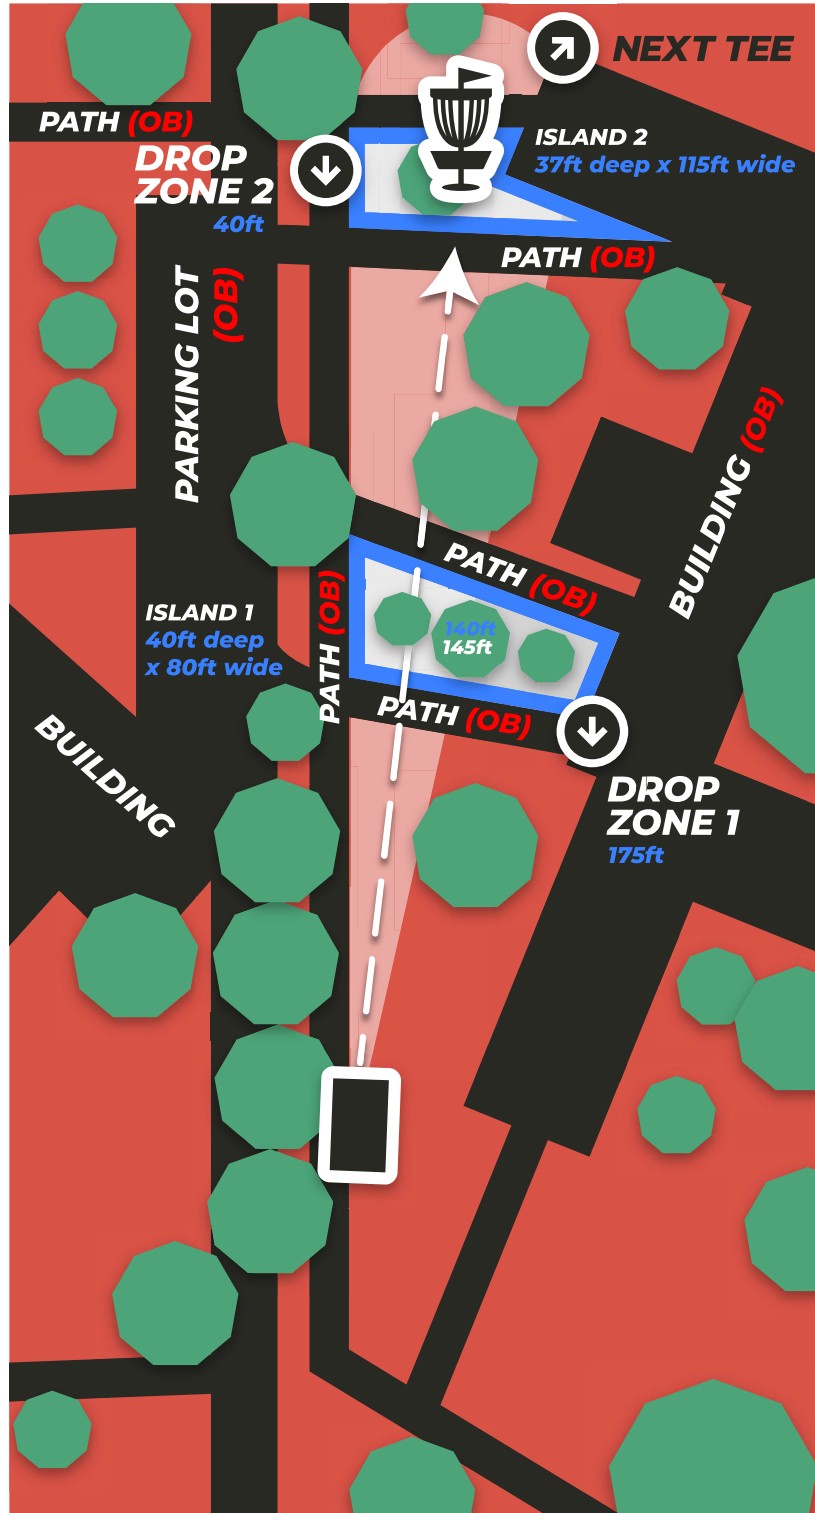 NEXT TEE
PATH (OB)
ISLAND 2
37ft deep x 115ft wide
DROP
ZONE 2
40ft
PATH (OB)
PARKING LOT
(OB)
BUILDING (OB)
PATH (OB)
PATH (OB)
ISLAND 1
40ft deep
x 80ft wide
140ft
145ft
PATH (OB)
BUILDING
DROP
ZONE 1
175ft